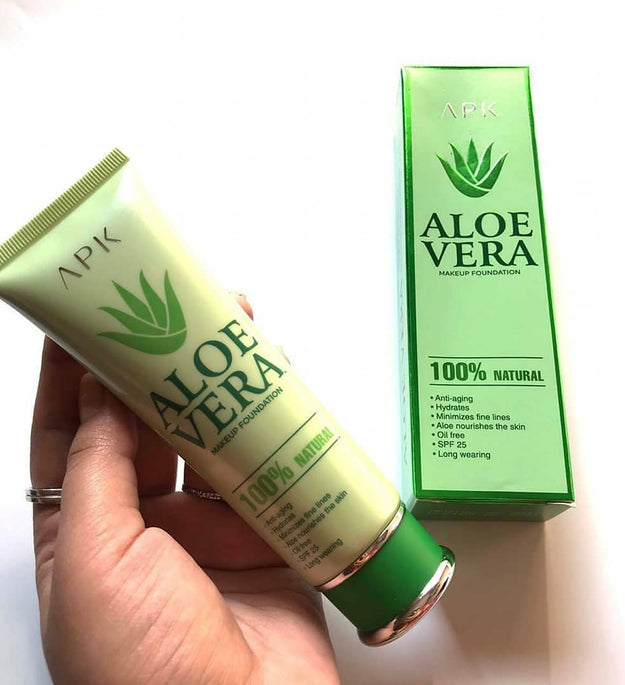 APK
ALOE
VERA
MAKEUP FOUNDATION
100% NATURAL
• Anti-aging
• Hydrates
• Minimizes fine lines
• Aloe nourishes the skin
• Oil free
• SPF 25
• Long wearing
APK
ALOE
VERA
MAKEUP FOUNDATION
100% NATURAL
• Anti-aging
• Hydrates
• Minimizes fine lines
• Aloe nourishes the skin
• Oil free
• SPF 25
• Long wearing